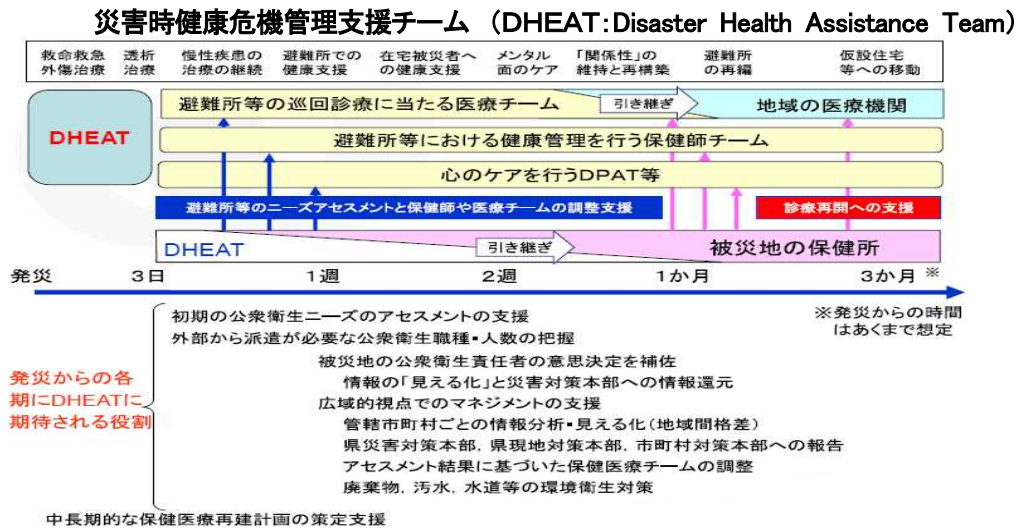 災害時健康危機管理支援チーム（DHEAT:Disaster Health Assistance Team）
救命救急 外傷治療
透析 治療
慢性疾患の 治療の継続
避難所での 健康支援
在宅被災者へ の健康支援
メンタル 面のケア
「関係性」の 維持と再構築
避難所 の再編
仮設住宅 等への移動
DHEAT
避難所等の巡回診療に当たる医療チーム
引き継ぎ
地域の医療機関
避難所等における健康管理を行う保健師チーム
心のケアを行うDPAT等
避難所等のニーズアセスメントと保健師や医療チームの調整支援
診療再開への支援
DHEAT
引き継ぎ
被災地の保健所
発災 3日 1週 2週 1か月 3か月 ※
※発災からの時間
はあくまで想定
発災からの各
期にDHEATに
期待される役割
初期の公衆衛生ニーズのアセスメントの支援
外部から派遣が必要な公衆衛生職種・人数の把握
被災地の公衆衛生責任者の意思決定を補佐
情報の「見える化」と災害対策本部への情報還元
広域的視点でのマネジメントの支援
管轄市町村ごとの情報分析・見える化（地域間格差）
県災害対策本部，県現地対策本部，市町村対策本部への報告
アセスメント結果に基づいた保健医療チームの調整
廃棄物，汚水，水道等の環境衛生対策
中長期的な保健医療再建計画の策定支援